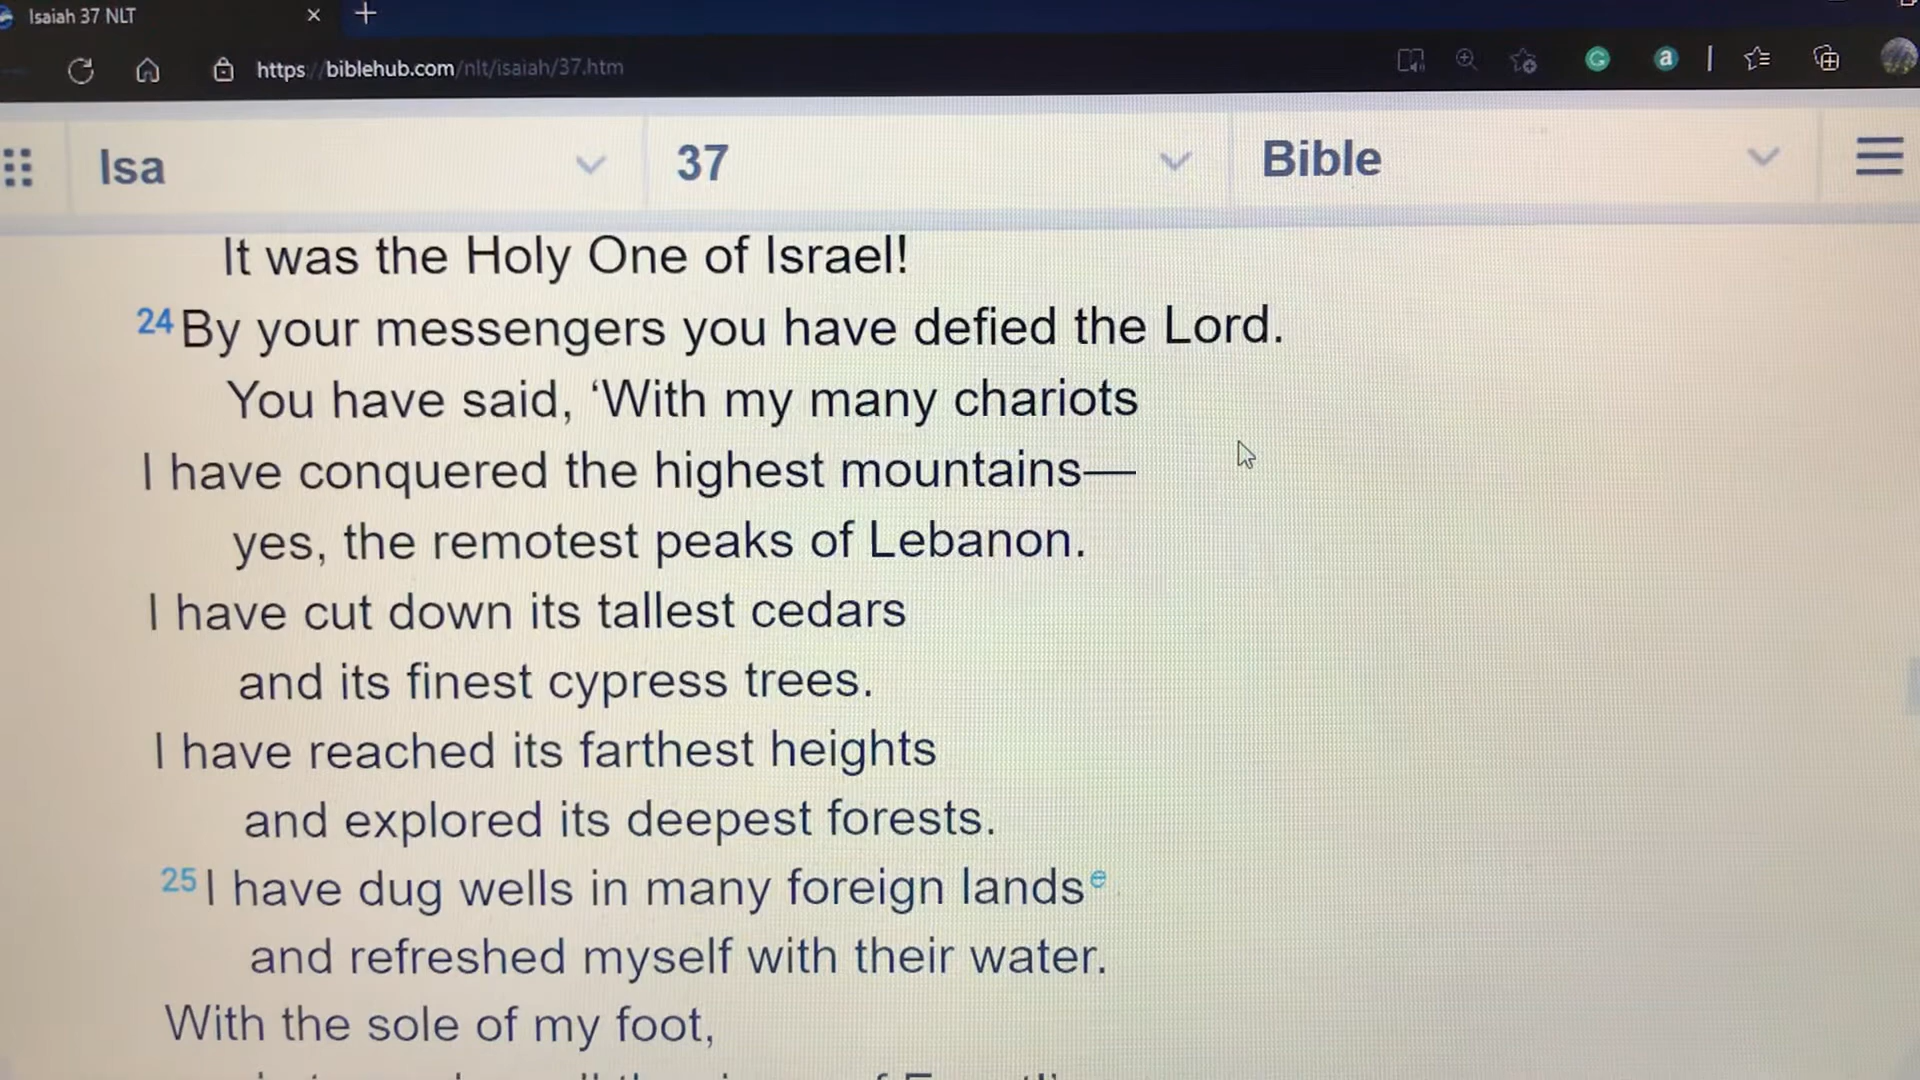 Isaiah 37 NLT
https://biblehub.com/nlt/isaiah/37.htm
Isa 37 Bible
It was the Holy One of Israel!
24 By your messengers you have defied the Lord.
You have said, ‘With my many chariots
I have conquered the highest mountains—
yes, the remotest peaks of Lebanon.
I have cut down its tallest cedars
and its finest cypress trees.
I have reached its farthest heights
and explored its deepest forests.
25 I have dug wells in many foreign lands e
and refreshed myself with their water.
With the sole of my foot,